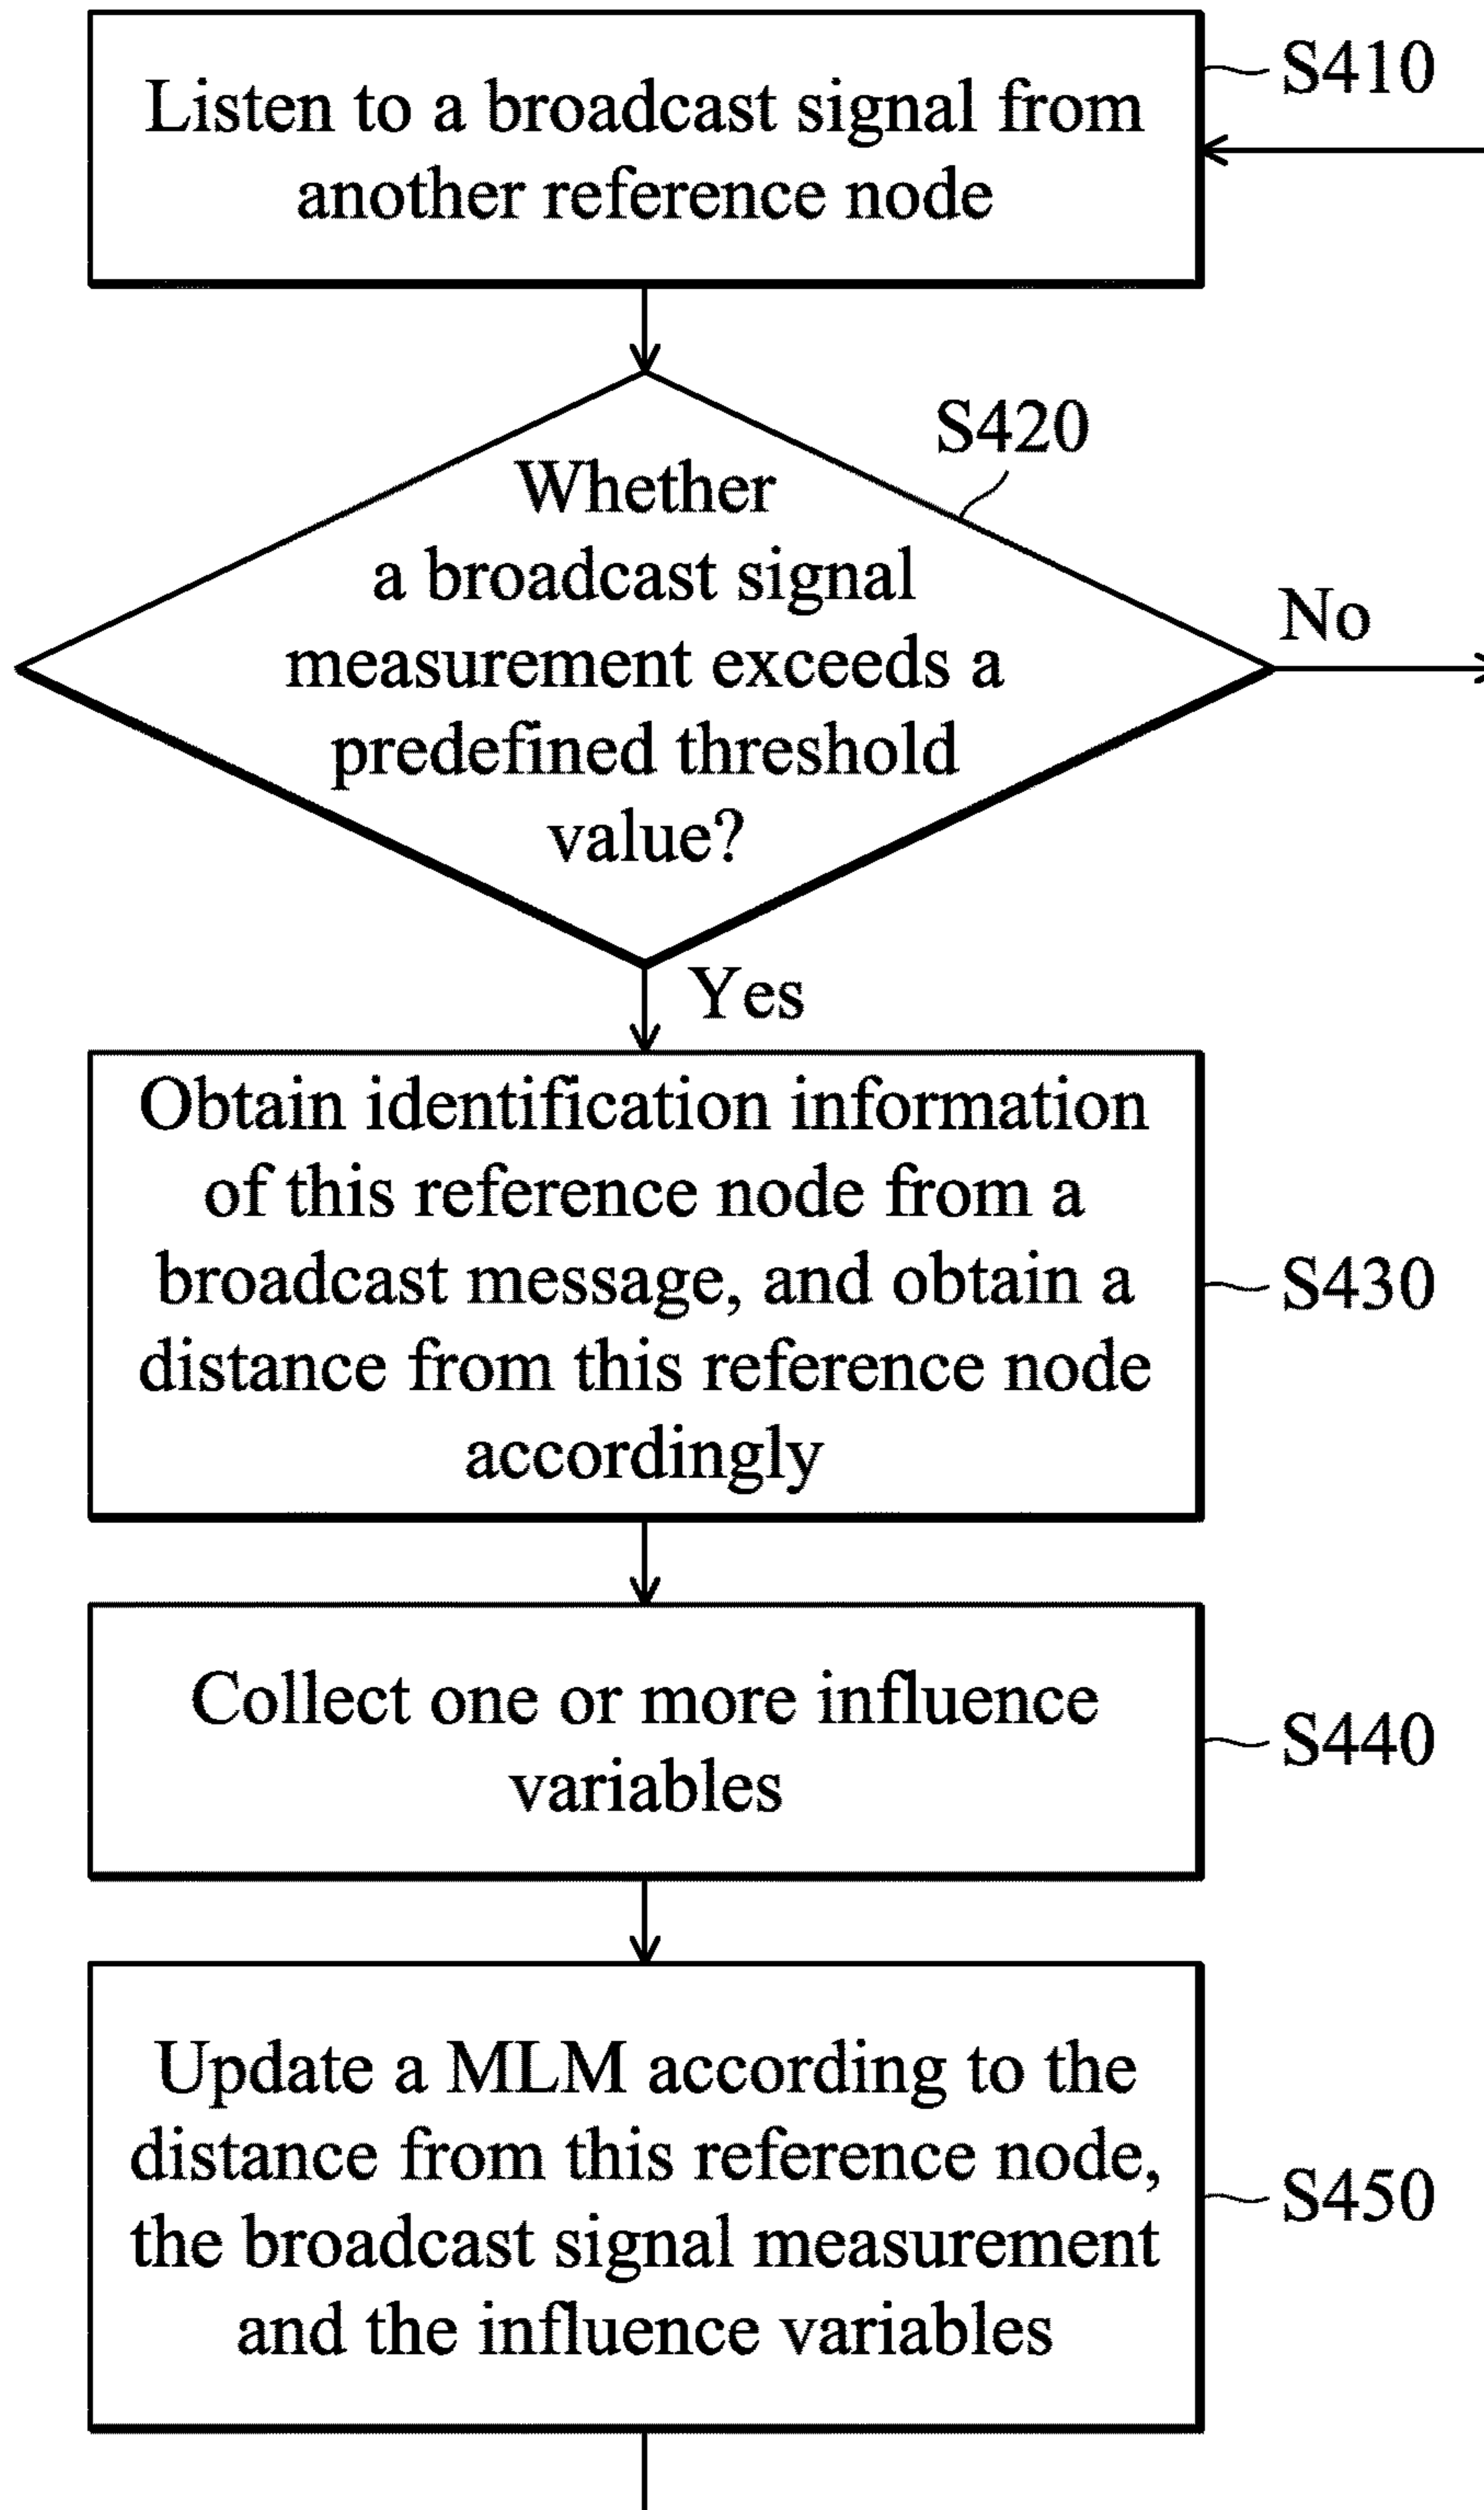 Listen to a broadcast signal from
another reference node
S410
S420
Whether
a broadcast signal
measurement exceeds a
predefined threshold
value?
No
Yes
Obtain identification information
of this reference node from a
broadcast message, and obtain a
distance from this reference node
accordingly
S430
Collect one or more influence
variables
S440
Update a MLM according to the
distance from this reference node,
the broadcast signal measurement
and the influence variables
S450